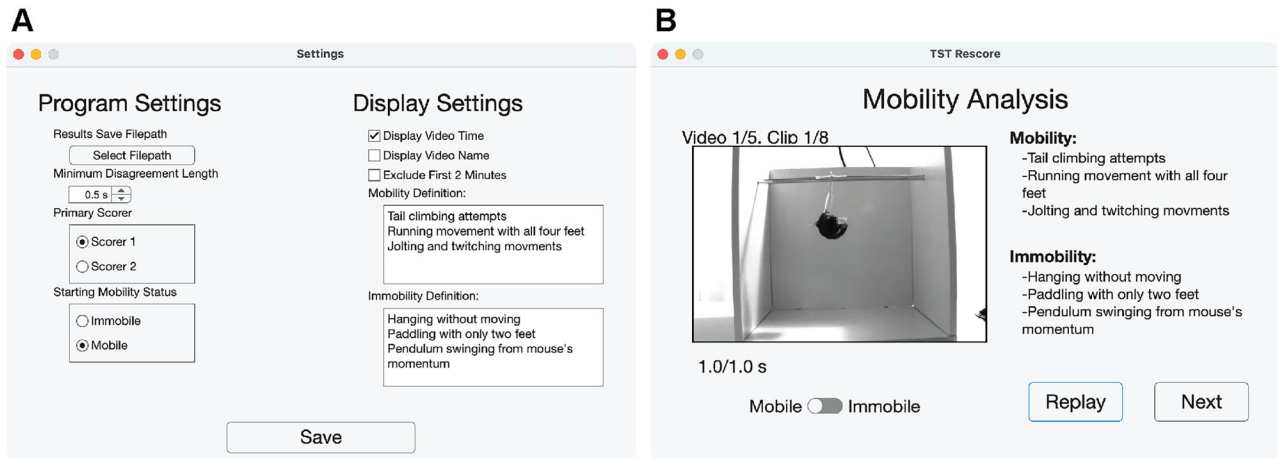 A
Settings
Program Settings
Results Save Filepath
Select Filepath
Minimum Disagreement Length
0.5 s
Primary Scorer
Scorer 1
Scorer 2
Starting Mobility Status
Immobile
Mobile
Display Settings
Display Video Time
Display Video Name
Exclude First 2 Minutes
Mobility Definition:
Tail climbing attempts
Running movement with all four feet
Jolting and twitching movments
Immobility Definition:
Hanging without moving
Paddling with only two feet
Pendulum swinging from mouse's
momentum
Save
B
TST Rescore
Mobility Analysis
Video 1/5, Clip 1/8
1.0/1.0 s
Mobile Immobile
Mobility:
-Tail climbing attempts
-Running movement with all four
feet
-Jolting and twitching movments
Immobility:
-Hanging without moving
-Paddling with only two feet
-Pendulum swinging from mouse's
momentum
Replay
Next